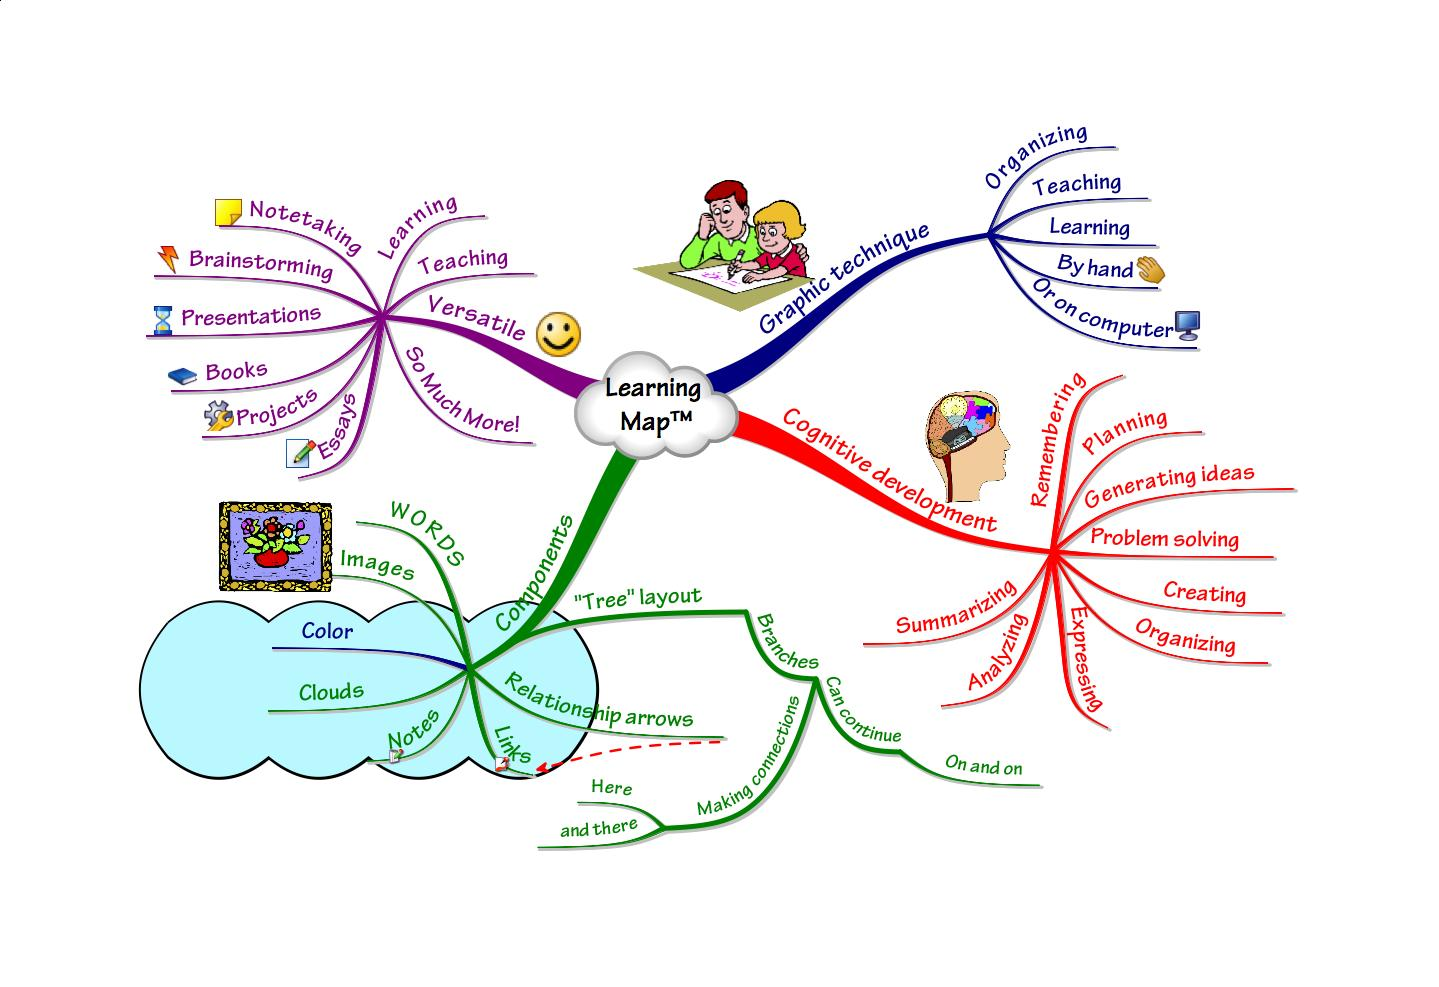 Learning
Map™
Graphic technique
Organizing
Teaching
Learning
By hand
Or on computer
Cognitive development
Remembering
Planning
Generating ideas
Problem solving
Creating
Organizing
Expressing
Analyzing
Summarizing
Components
"Tree" layout
Branches
Can continue
On and on
Making connections
Here
and there
Relationship arrows
Links
Notes
Clouds
Color
Images
WORDS
Versatile
Learning
Teaching
So Much More!
Notetaking
Brainstorming
Presentations
Books
Projects
Essays